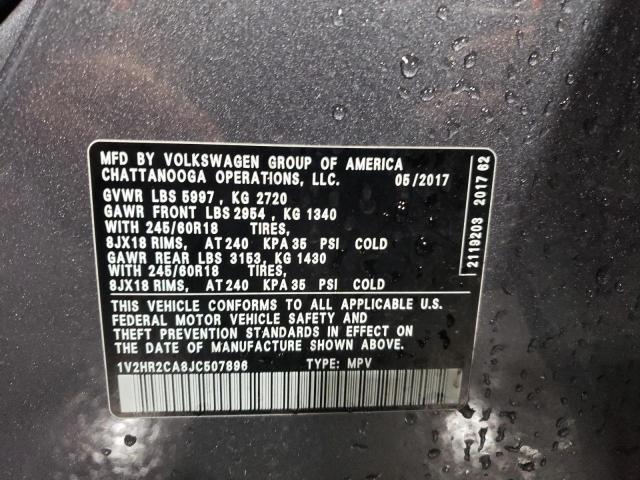 MFD BY VOLKSWAGEN GROUP OF AMERICA
CHATTANOOGA OPERATIONS, LLC. 05/2017
GVWR LBS 5997, KG 2720
GAWR FRONT LBS 2954, KG 1340
WITH 245/60R18 TIRES,
8JX18 RIMS, AT 240 KPA 35 PSI COLD
GAWR REAR LBS 3153, KG 1430
WITH 245/60R18 TIRES,
8JX18 RIMS, AT 240 KPA 35 PSI COLD
THIS VEHICLE CONFORMS TO ALL APPLICABLE U.S.
FEDERAL MOTOR VEHICLE SAFETY AND
THEFT PREVENTION STANDARDS IN EFFECT ON
THE DATE OF MANUFACTURE SHOWN ABOVE.
1V2HR2CA8JC507896 TYPE: MPV
2119203 2017 62